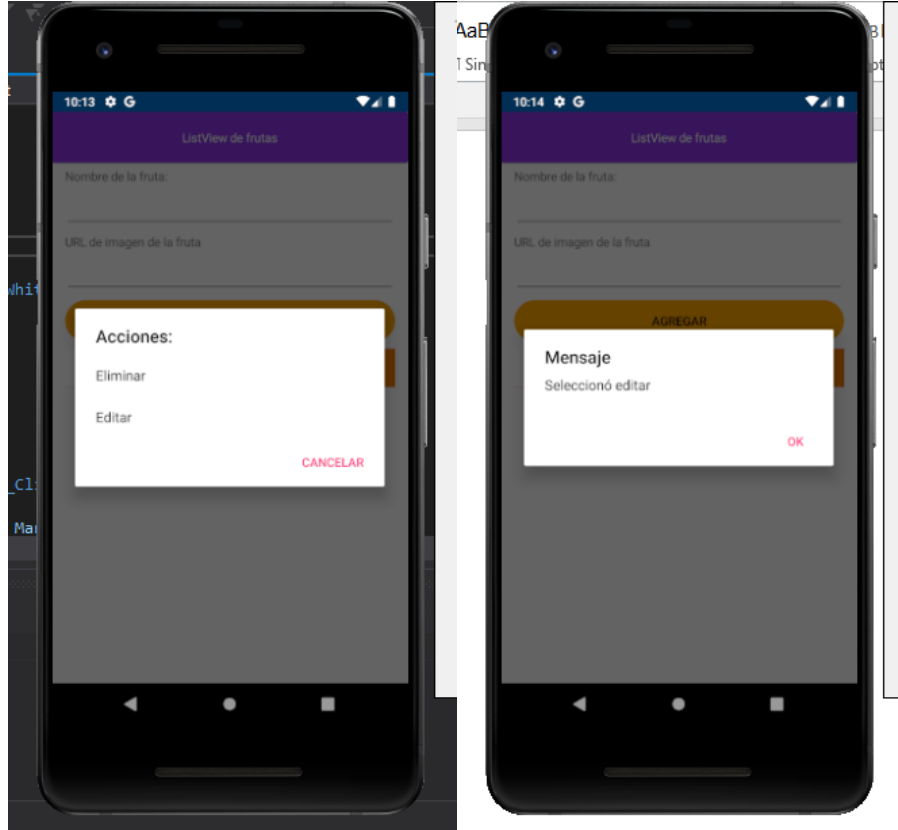 10:13 G
ListView de frutas
Nombre de la fruta:
URL de imagen de la fruta
Acciones:
Eliminar
Editar
CANCELAR
10:14 G
ListView de frutas
Nombre de la fruta:
URL de imagen de la fruta
AGREGAR
Mensaje
Seleccionó editar
OK